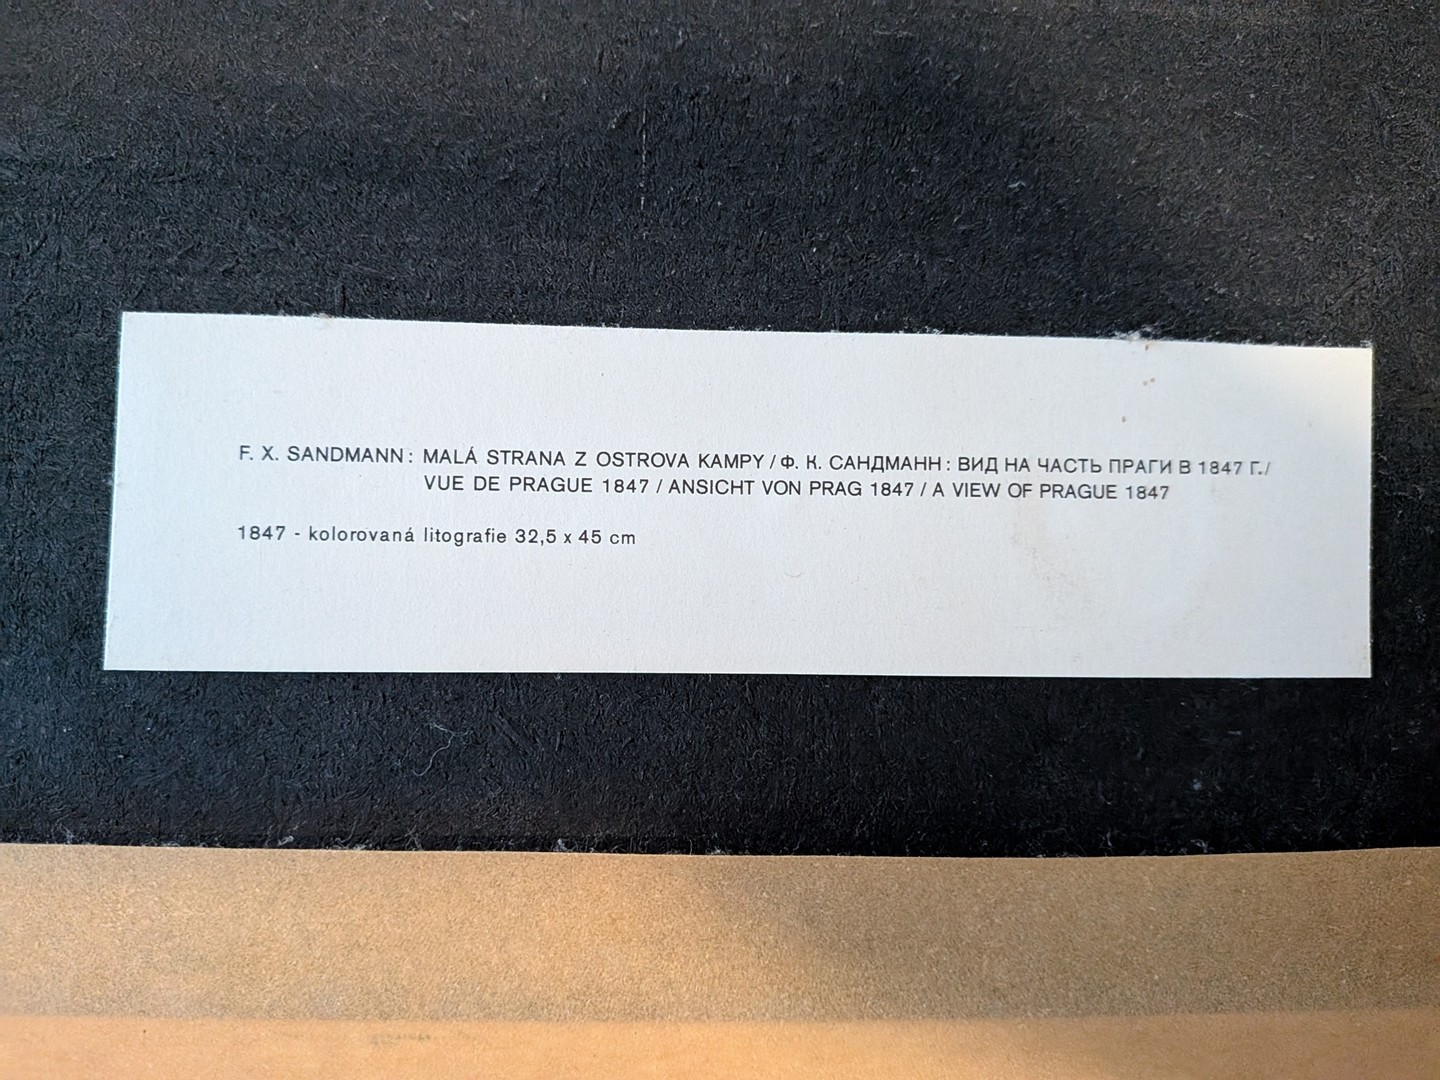 F. X. SANDMANN: MALÁ STRANA Z OSTROVA KAMPY / Ф. К. САНДМАНН: ВИД НА ЧАСТЬ ПРАГИ В 1847 Г./
VUE DE PRAGUE 1847 / ANSICHT VON PRAG 1847 / A VIEW OF PRAGUE 1847
1847 - kolorovaná litografie 32,5 x 45 cm